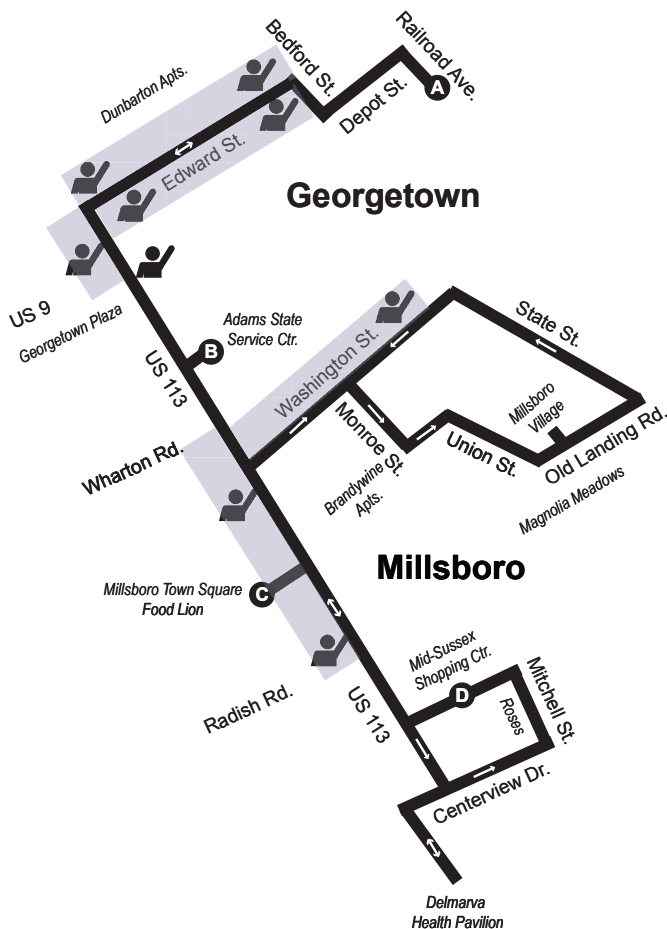 Railroad Ave.
Bedford St.
A
Depot St.
Dunbarton Apts.
Edward St.
Georgetown
US 9
Georgetown Plaza
Adams State
Service Ctr.
B
US 113
State St.
Washington St.
Millsboro
Village
Monroe St.
Wharton Rd.
Union St.
Old Landing Rd.
Brandywine
Apts.
Magnolia Meadows
Millsboro
Millsboro Town Square
Food Lion
C
Mid-Sussex
Shopping Ctr.
D
Mitchell St.
Roses
Radish Rd.
US 113
Centerview Dr.
Delmarva
Health Pavilion